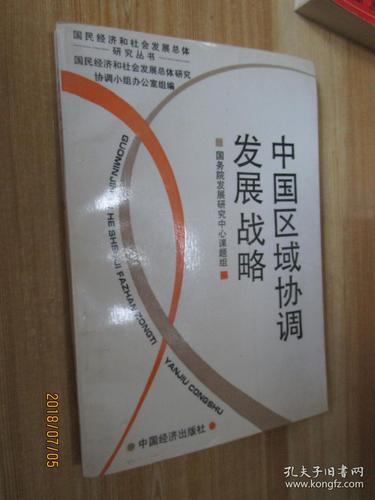 国民经济和社会发展总体
研究丛书
国民经济和社会发展总体研究
协调小组办公室组编
中国区域协调
发展战略
国务院发展研究中心课题组
YANJIU CONGSHU
中国经济出版社
2018/07/05
孔夫子旧书网
www.kongfz.com